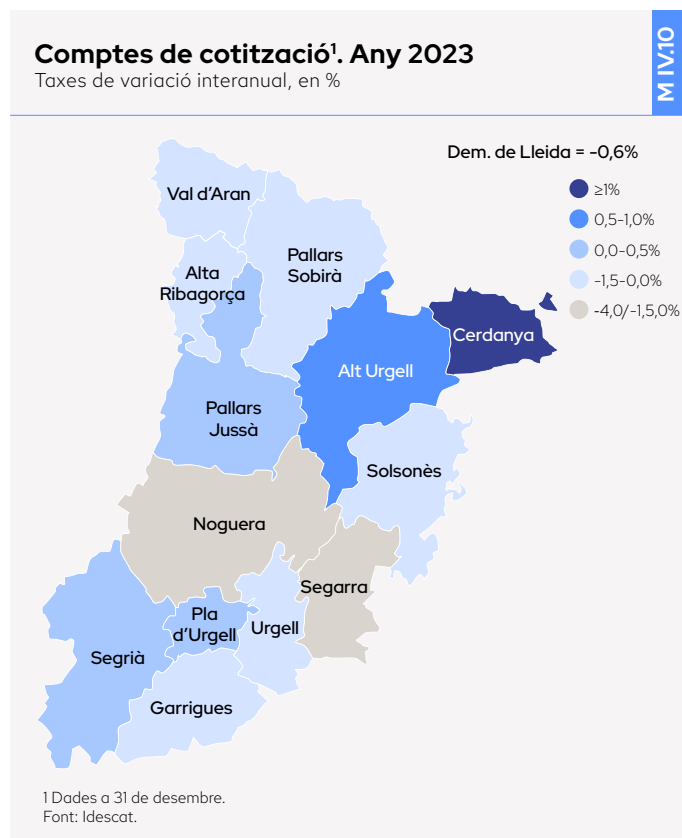 Comptes de cotització¹. Any 2023
Taxes de variació interanual, en %
M IV.10
Dem. de Lleida = -0,6%
≥1%
0,5-1,0%
0,0-0,5%
-1,5-0,0%
-4,0/-1,5,0%
Val d’Aran
Pallars
Sobirà
Alta
Ribagorça
Cerdanya
Alt Urgell
Pallars
Jussà
Solsonès
Noguera
Segarra
Pla
d’Urgell
Urgell
Segrià
Garrigues
1 Dades a 31 de desembre.
Font: Idescat.